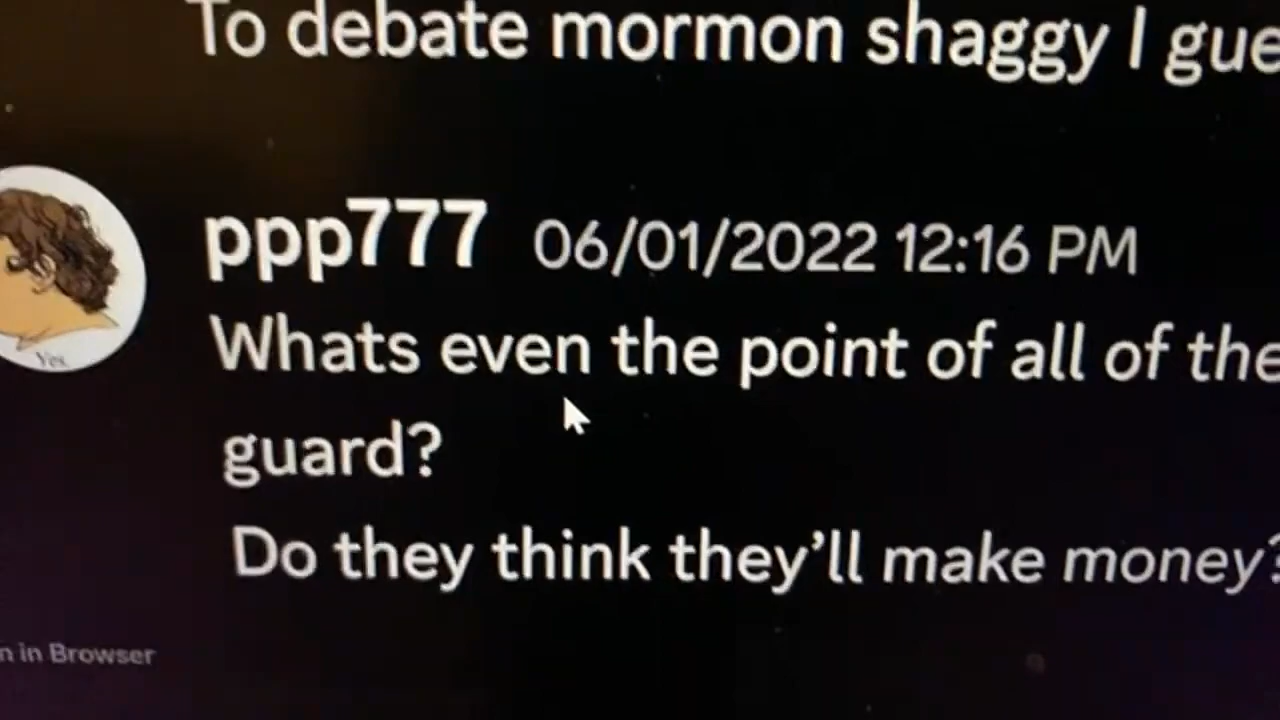 To debate mormon shaggy I gue
ppp777 06/01/2022 12:16 PM
Whats even the point of all of the
guard?
Do they think they'll make money?
n in Browser
Yes